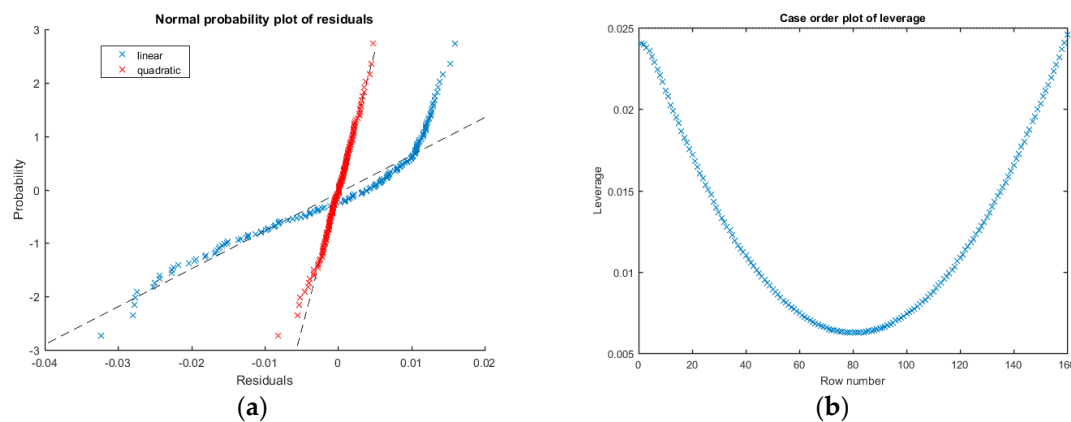 Normal probability plot of residuals
linear
quadratic
Probability
3
2
1
0
-1
-2
-3
-0.04 -0.03 -0.02 -0.01 0 0.01 0.02
Residuals
(a)
Case order plot of leverage
Leverage
0.025
0.02
0.015
0.01
0.005
0 20 40 60 80 100 120 140 160
Row number
(b)